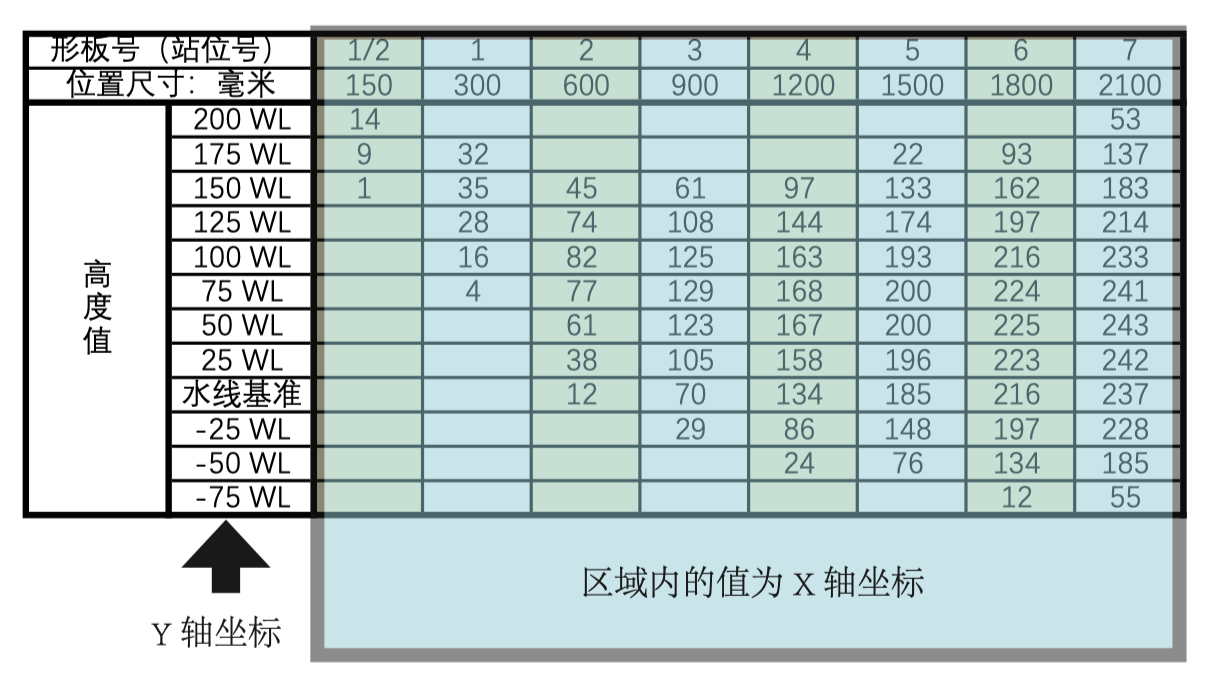 形板号（站位号） 1/2 1 2 3 4 5 6 7
位置尺寸：毫米 150 300 600 900 1200 1500 1800 2100
高度值
200 WL 14 53
175 WL 9 32 22 93 137
150 WL 1 35 45 61 97 133 162 183
125 WL 28 74 108 144 174 197 214
100 WL 16 82 125 163 193 216 233
75 WL 4 77 129 168 200 224 241
50 WL 61 123 167 200 225 243
25 WL 38 105 158 196 223 242
水线基准 12 70 134 185 216 237
-25 WL 29 86 148 197 228
-50 WL 24 76 134 185
-75 WL 12 55
区域内的值为 X 轴坐标
Y 轴坐标